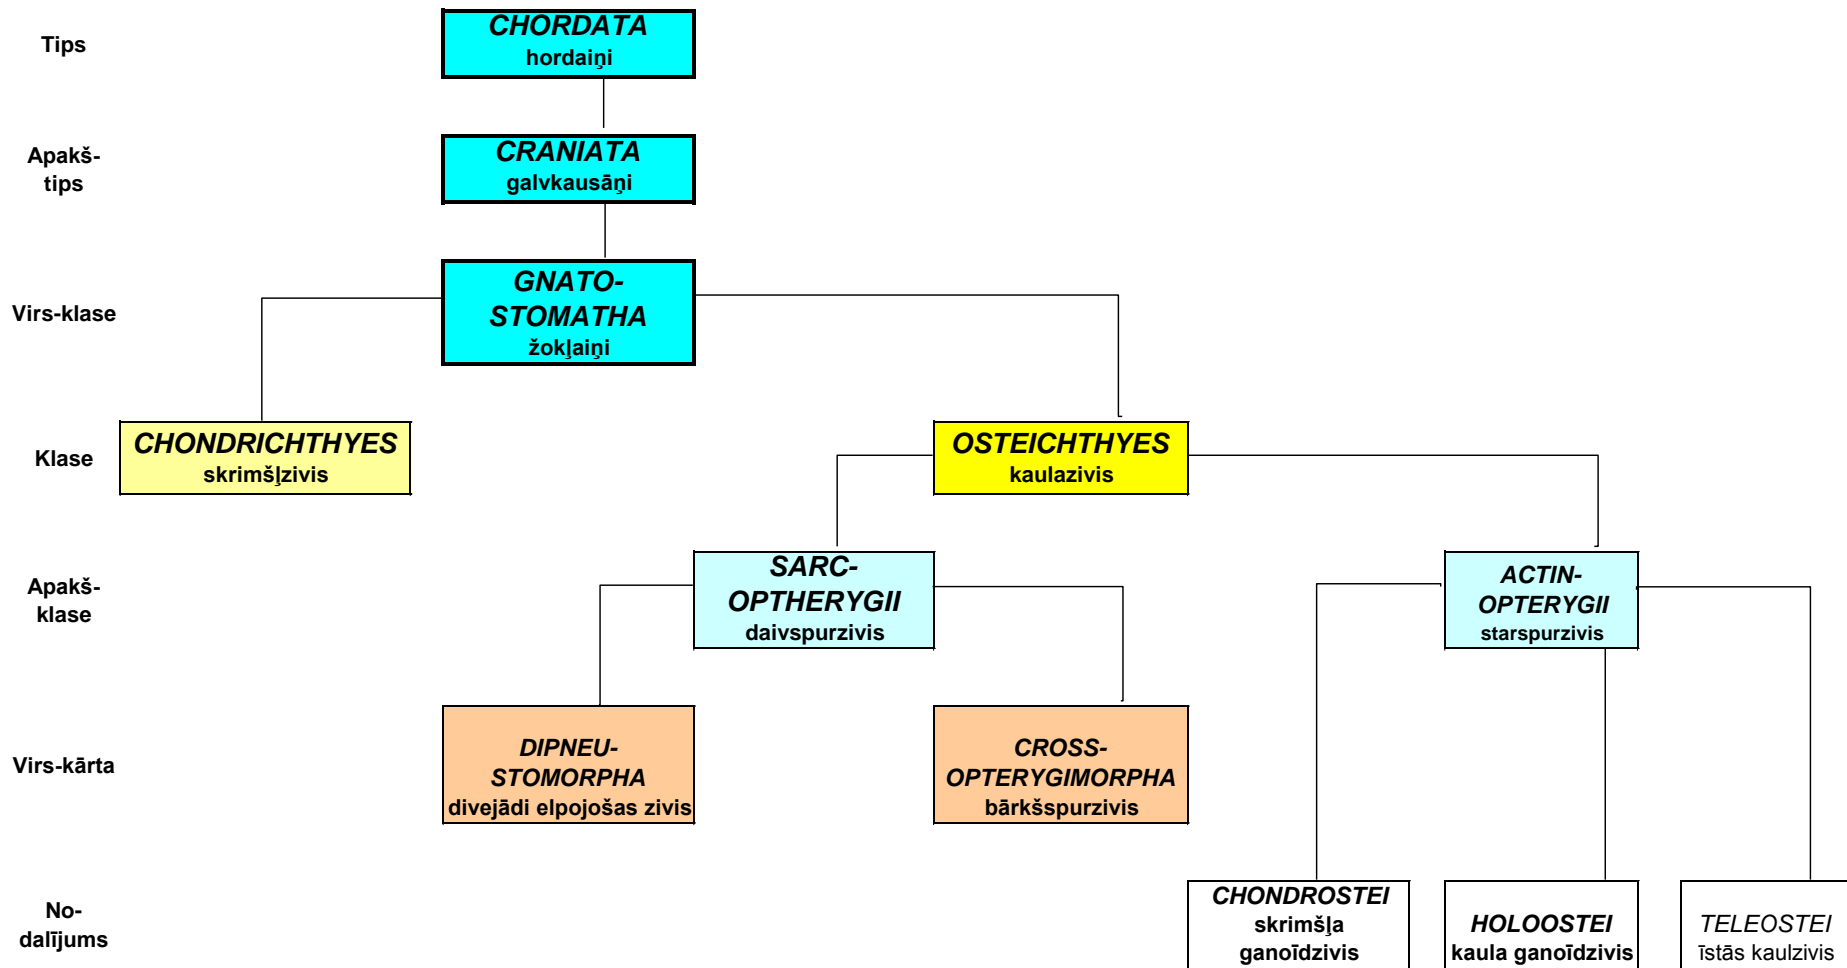 Tips
CHORDATA
hordaiņi
Apakš-
tips
CRANIATA
galvkausāņi
Virs-klase
GNATO-
STOMATHA
žokļaiņi
Klase
CHONDRICHTHYES
skrimšļzivis
OSTEICHTHYES
kaulazivis
Apakš-
klase
SARC-
OPTHERYGII
daivspurzivis
ACTIN-
OPTERYGII
starspurzivis
Virs-kārta
DIPNEU-
STOMORPHA
divejādi elpojošas zivis
CROSS-
OPTERYGIMORPHA
bārkšspurzivis
No-
dalījums
CHONDROSTEI
skrimšļa
ganoīdzivis
HOLOOSTEI
kaula ganoīdzivis
TELEOSTEI
īstās kaulzivis